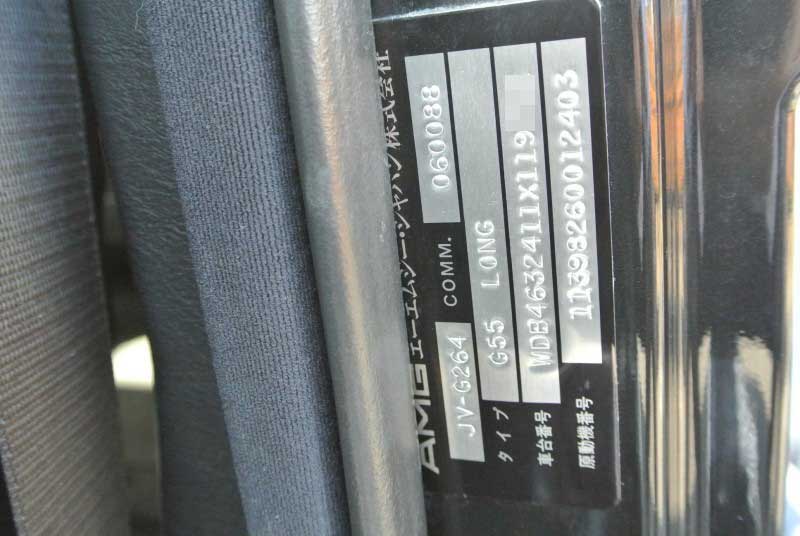 AMG エーエムジー・ジャパン株式会社
JV-G264 COMM. 060088
タイプ G55 LONG
車台番号 WDB4632411X119
原動機番号 11398260012403